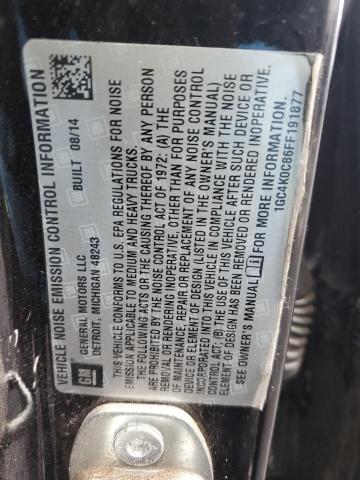 VEHICLE NOISE EMISSION CONTROL INFORMATION
GM
GENERAL MOTORS LLC
DETROIT, MICHIGAN 48243
BUILT 08/14
THIS VEHICLE CONFORMS TO U.S. EPA REGULATIONS FOR NOISE
EMISSION APPLICABLE TO MEDIUM AND HEAVY TRUCKS.
THE FOLLOWING ACTS OR THE CAUSING THEREOF BY ANY PERSON
ARE PROHIBITED BY THE NOISE CONTROL ACT OF 1972: (A) THE
REMOVAL OR RENDERING INOPERATIVE, OTHER THAN FOR PURPOSES
OF MAINTENANCE, REPAIR OR REPLACEMENT OF ANY NOISE CONTROL
DEVICE OR ELEMENT OF DESIGN (LISTED IN THE OWNER'S MANUAL)
INCORPORATED INTO THIS VEHICLE IN COMPLIANCE WITH THE NOISE
CONTROL ACT; (B) THE USE OF THIS VEHICLE AFTER SUCH DEVICE OR
ELEMENT OF DESIGN HAS BEEN REMOVED OR RENDERED INOPERATIVE.
SEE OWNER'S MANUAL FOR MORE INFORMATION.
1GC4K0C86FF191877